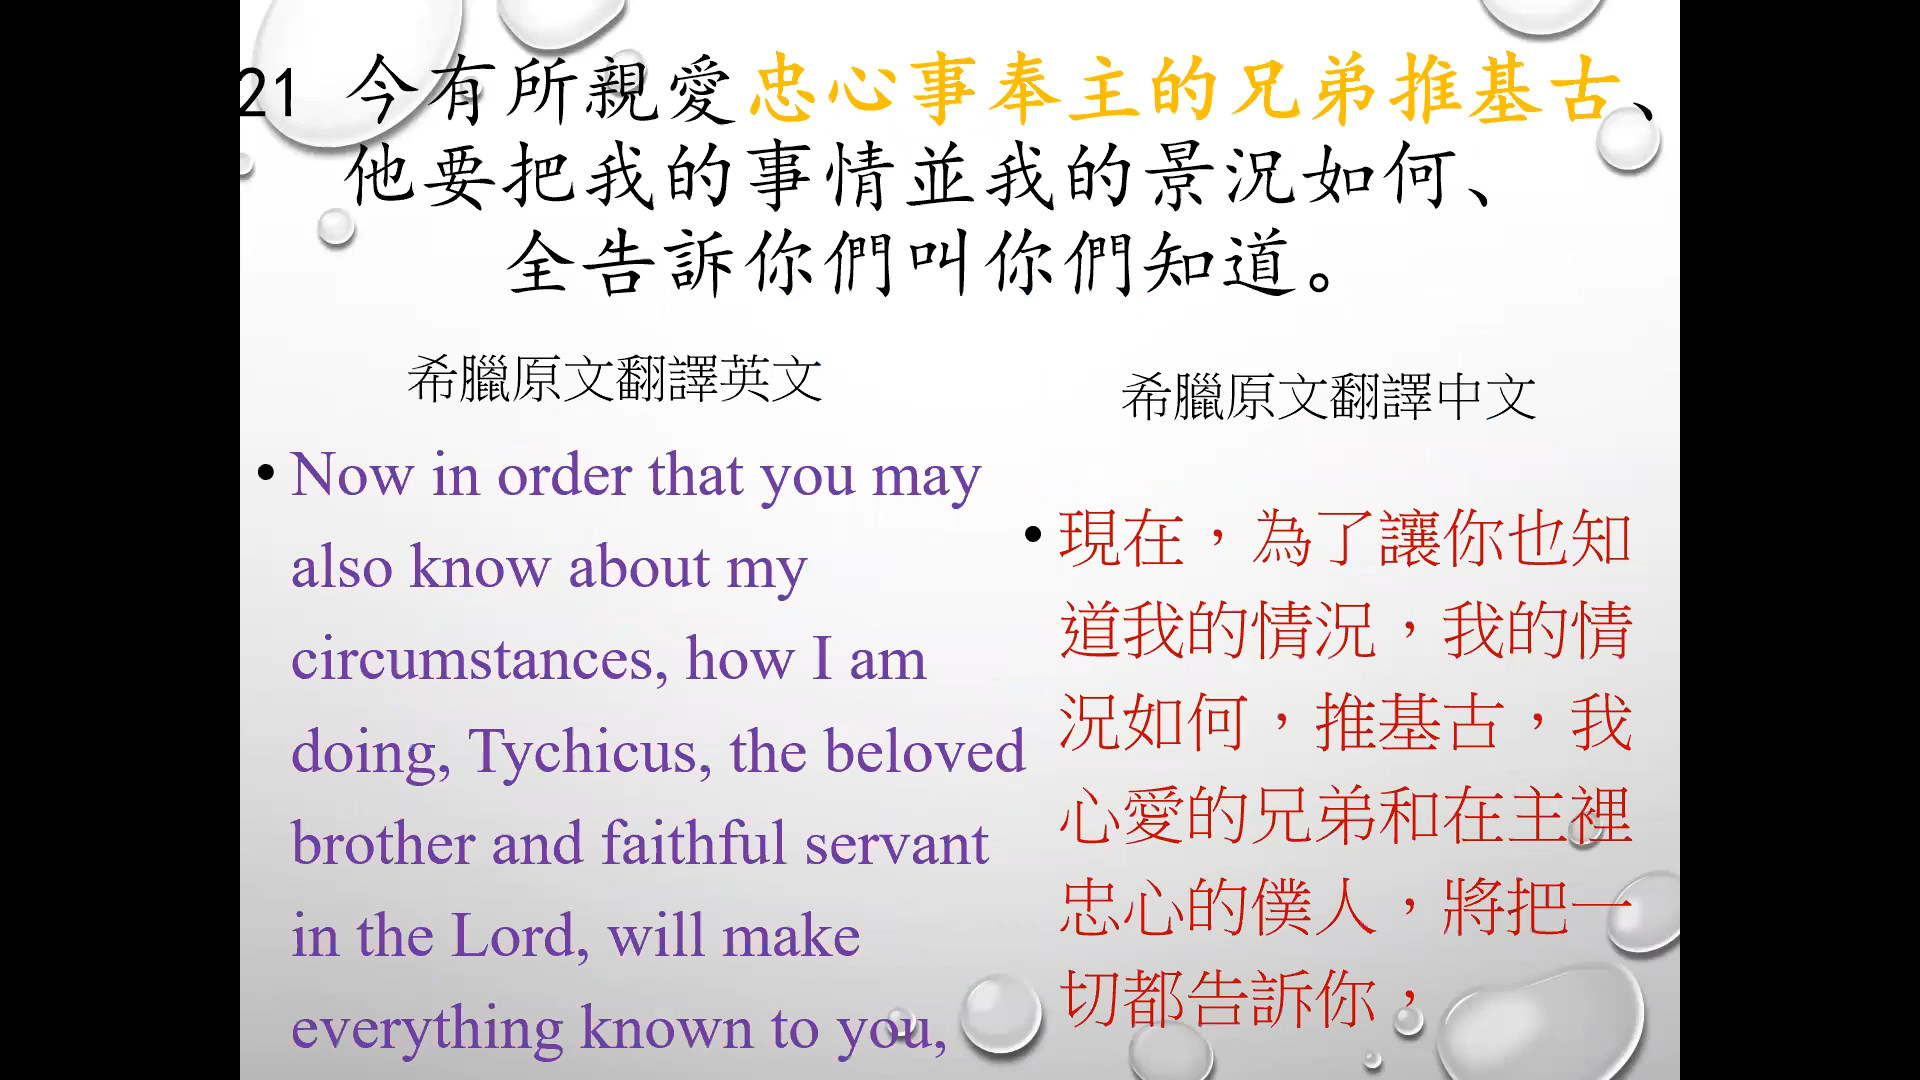 21 今有所親愛忠心事奉主的兄弟推基古、
他要把我的事情並我的景況如何、
全告訴你們叫你們知道。
希臘原文翻譯英文
• Now in order that you may
also know about my
circumstances, how I am
doing, Tychicus, the beloved
brother and faithful servant
in the Lord, will make
everything known to you,
希臘原文翻譯中文
• 現在，為了讓你也知
道我的情況，我的情
況如何，推基古，我
心愛的兄弟和在主裡
忠心的僕人，將把一
切都告訴你，